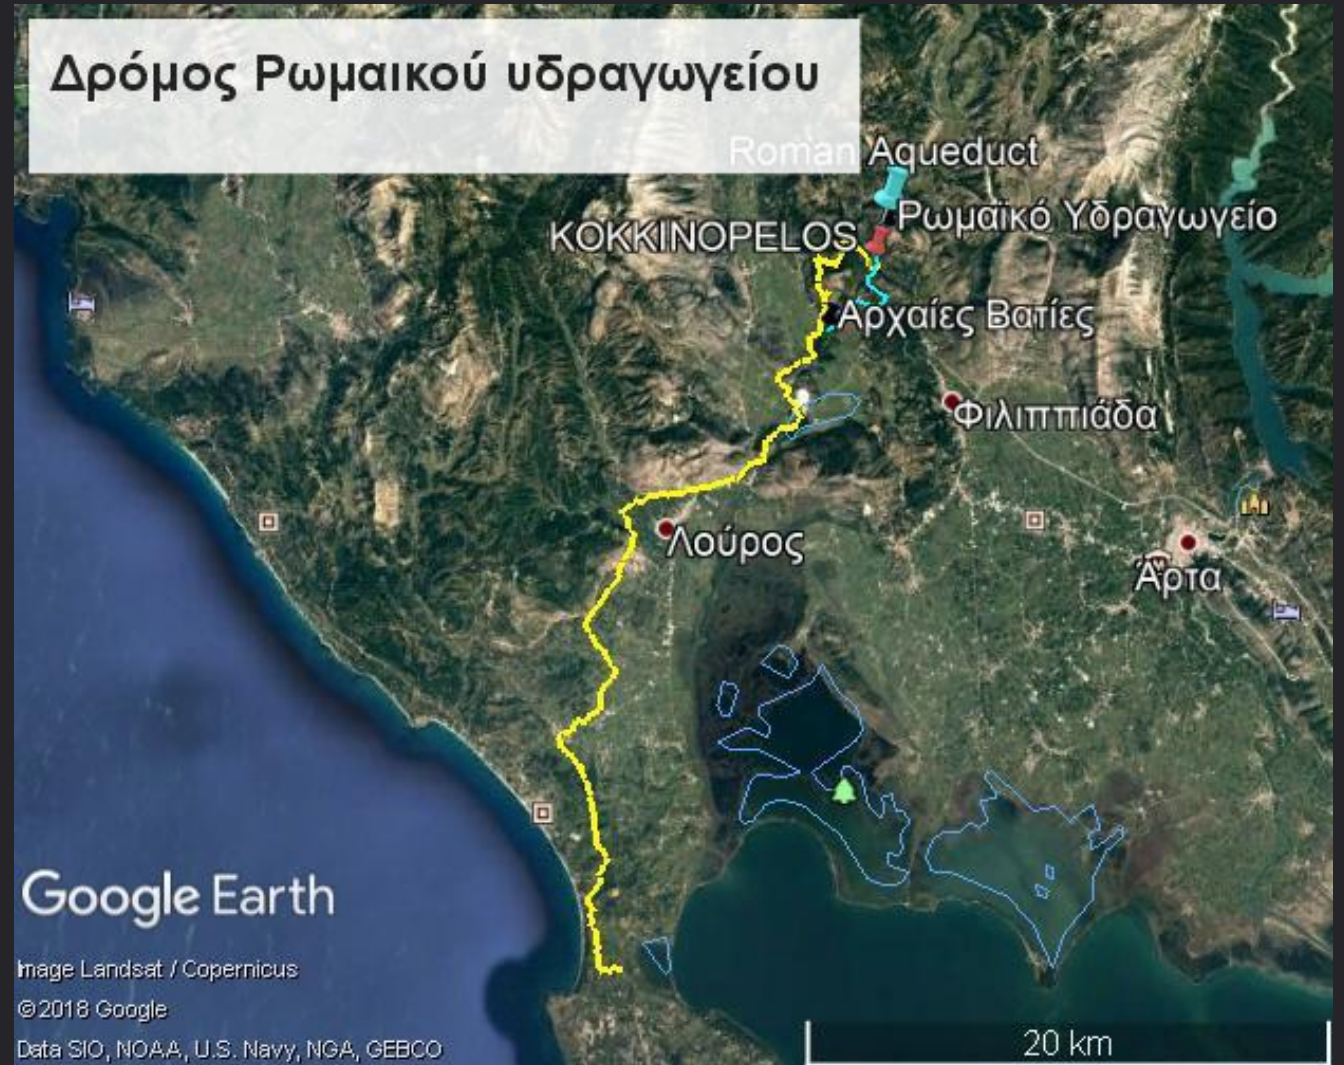 Δρόμος Ρωμαικού υδραγωγείου
Roman Aqueduct
Ρωμαϊκό Υδραγωγείο
KOKKINOPELOS
Αρχαίες Βατίες
Φιλιππιάδα
Λούρος
Άρτα
Google Earth
Image Landsat / Copernicus
©2018 Google
Data SIO, NOAA, U.S. Navy, NGA, GEBCO
20 km